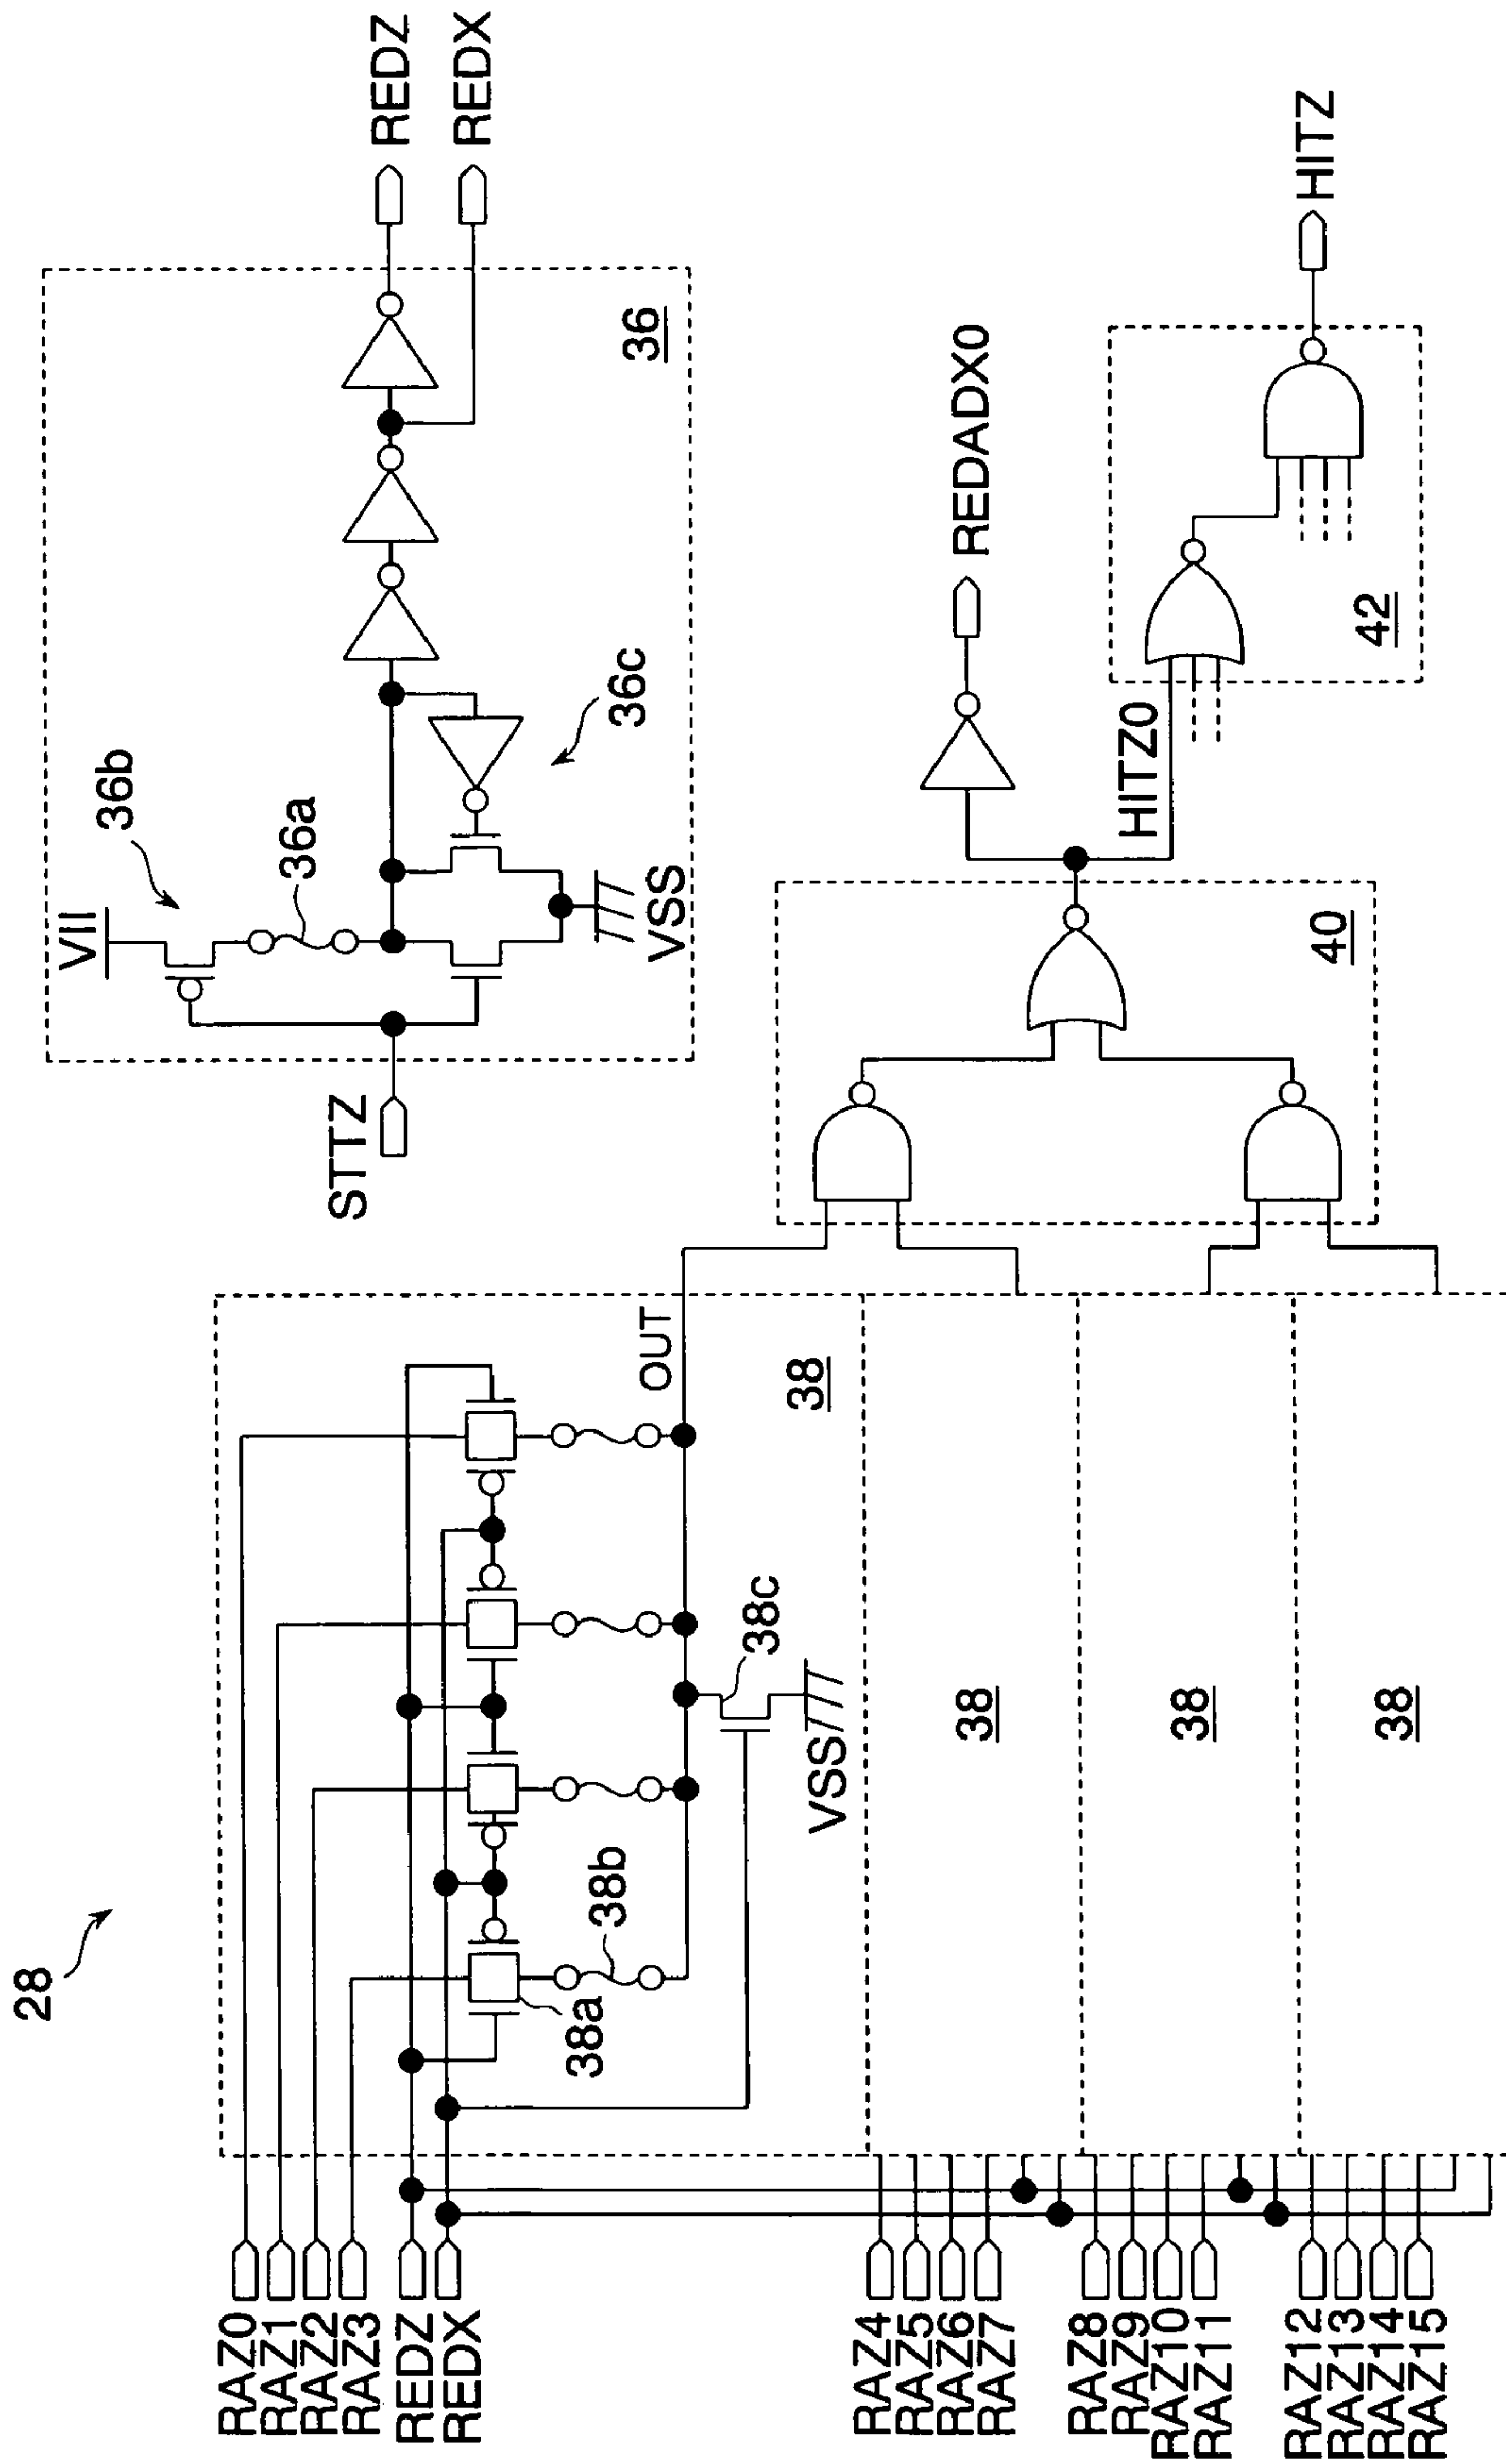 28
RAZ0
RAZ1
RAZ2
RAZ3
REDZ
REDX
38a
38b
38c
VSS
OUT
38
RAZ4
RAZ5
RAZ6
RAZ7
38
RAZ8
RAZ9
RAZ10
RAZ11
38
RAZ12
RAZ13
RAZ14
RAZ15
38
STTZ
VII
36b
36a
36c
VSS
36
REDZ
REDX
40
REDADX0
HITZ0
42
HITZ